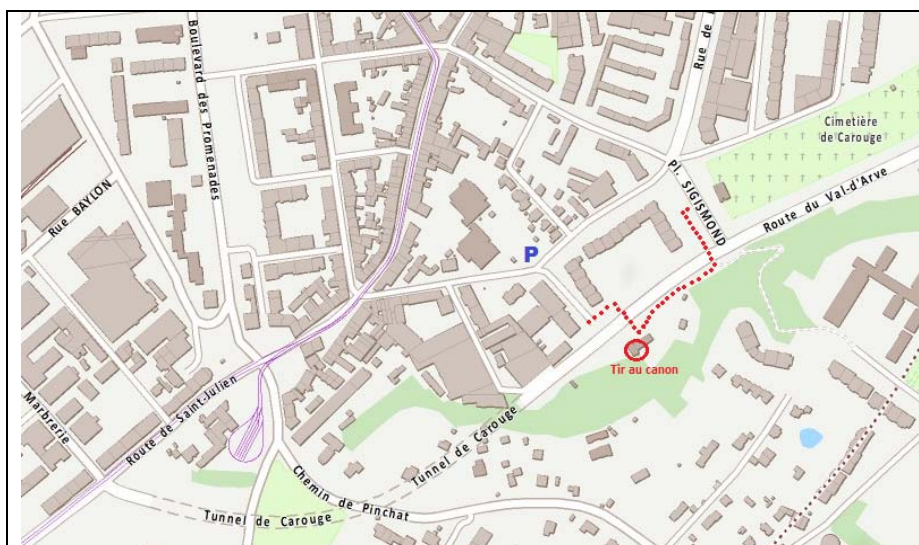 Boulevard des Promenades
Rue de
Cimetière
de Carouge
Pl. SIGISMOND
Route du Val-d'Arve
Rue BAYLON
P
Tir au canon
Route de Saint-Julien
Marbrerie
Tunnel de Carouge
Chemin de Pinchat
Tunnel de Carouge